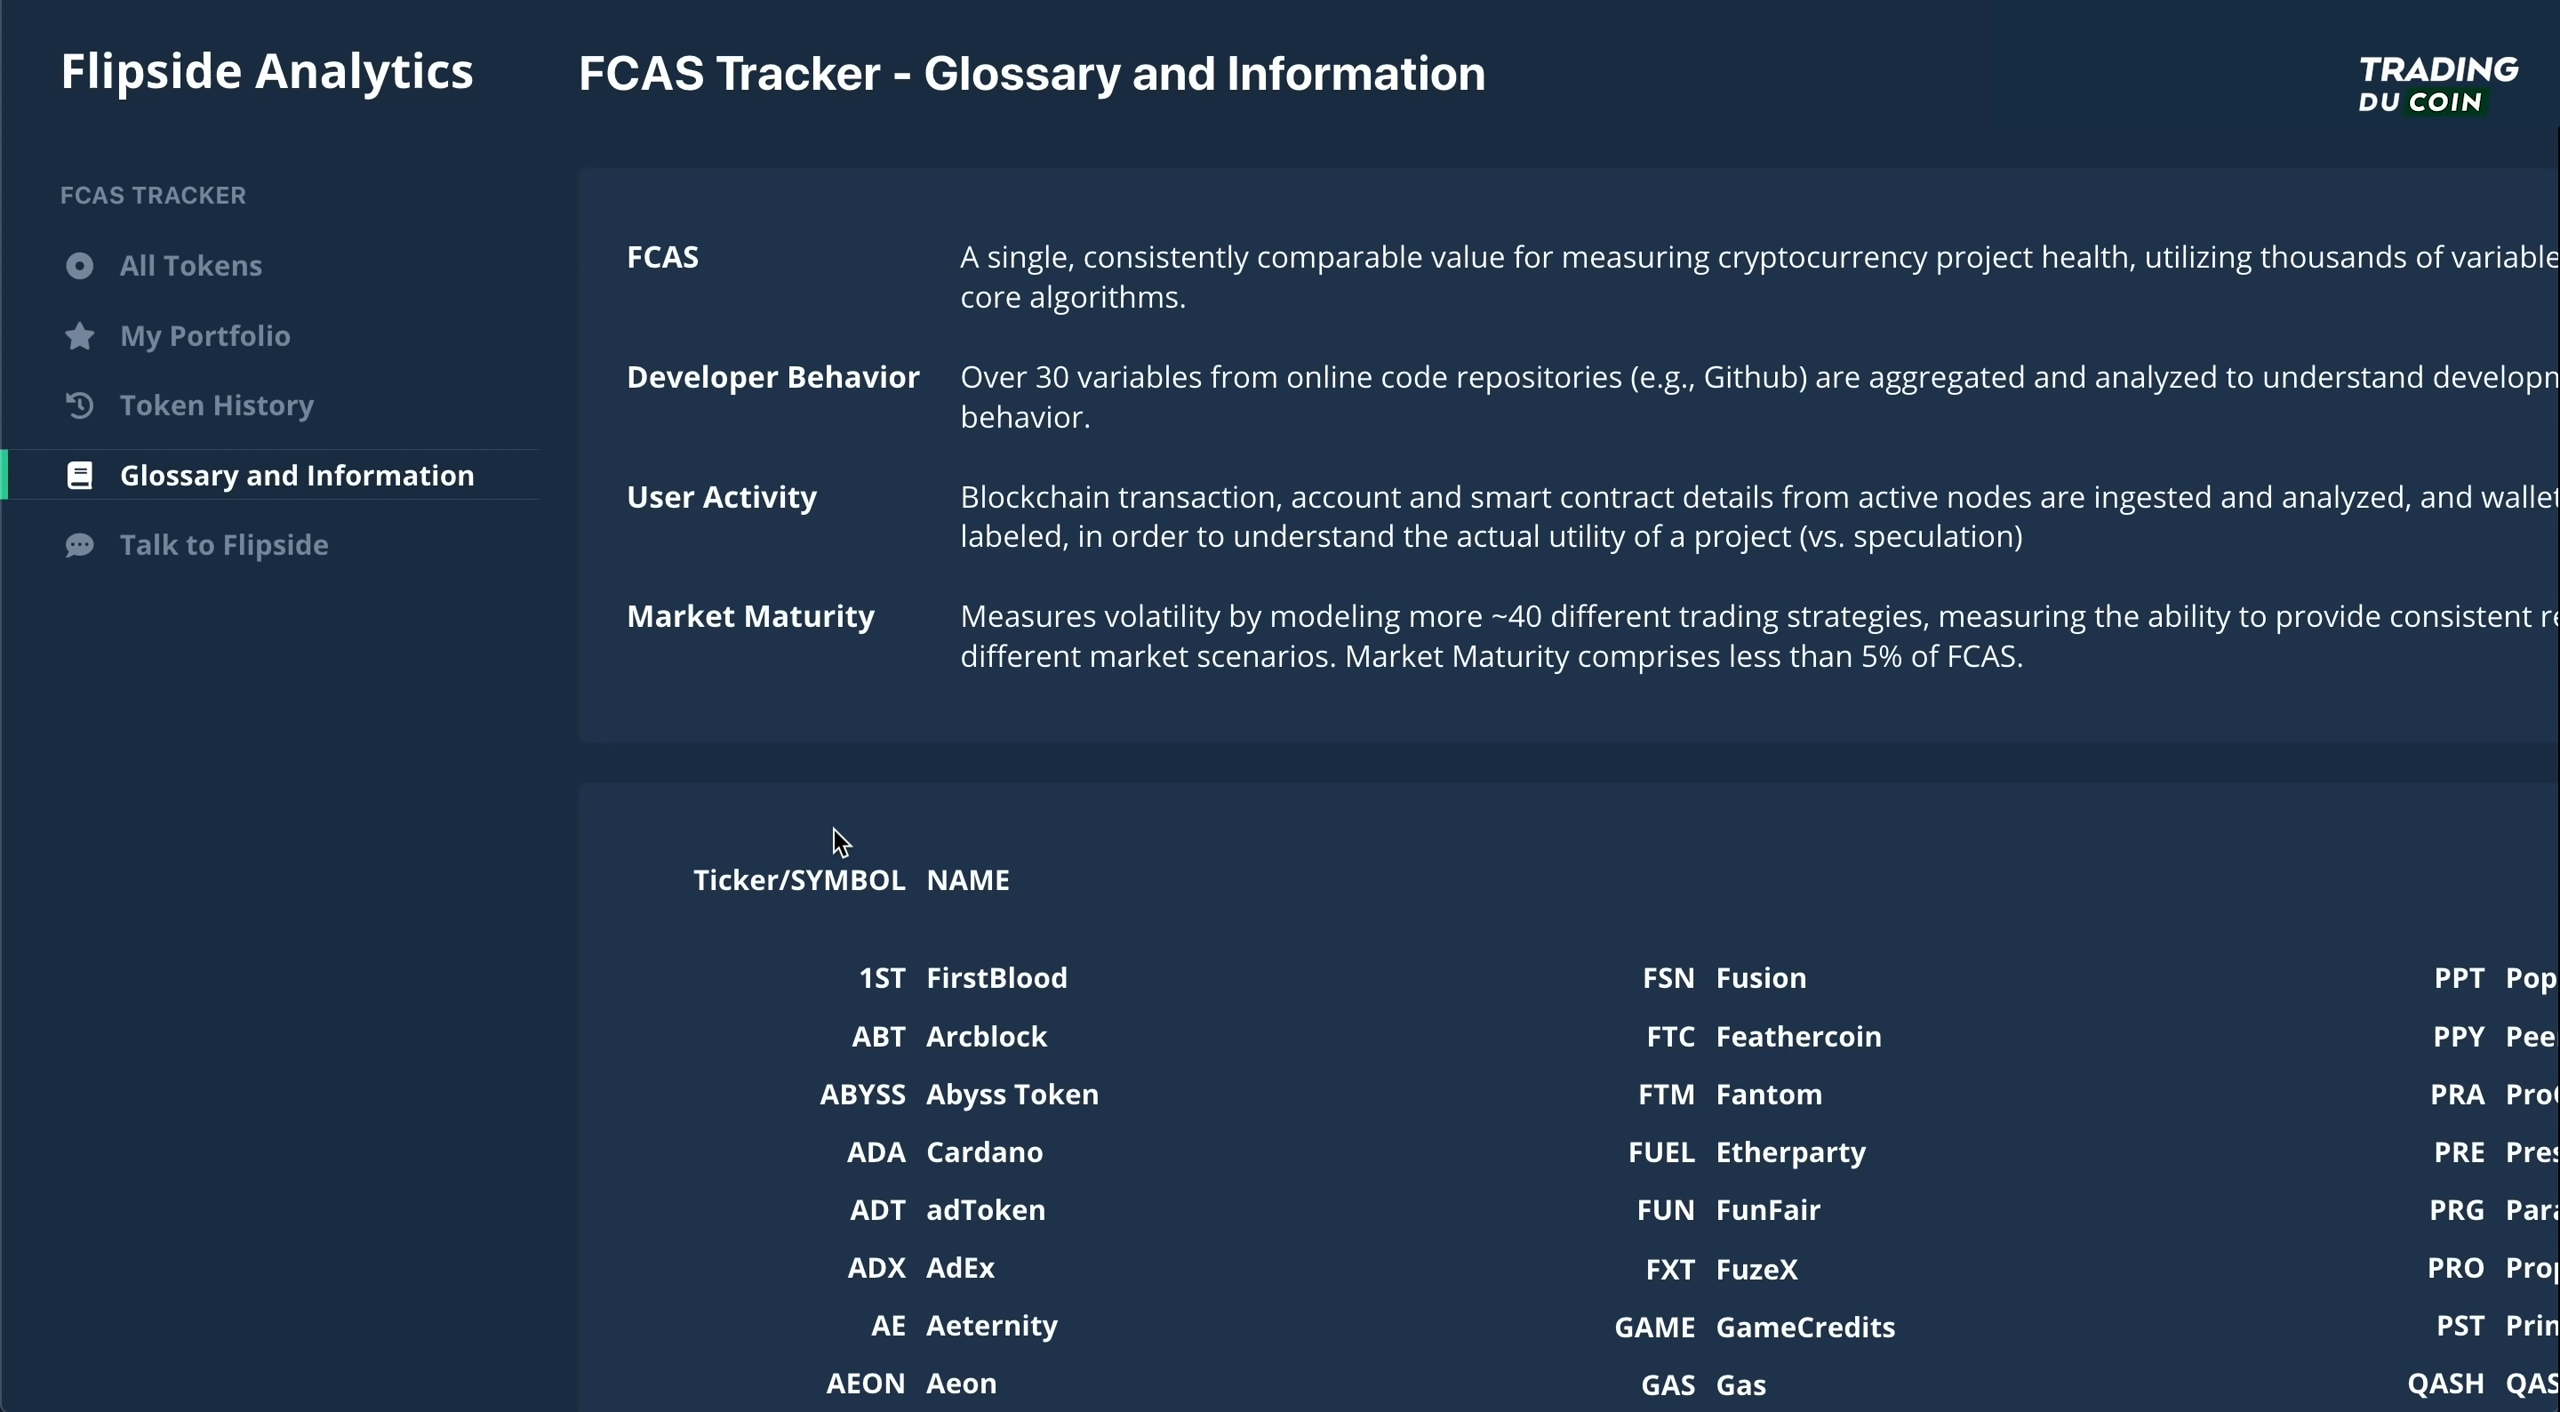 Flipside Analytics
FCAS Tracker - Glossary and Information
TRADING
DU COIN
FCAS TRACKER
All Tokens
My Portfolio
Token History
Glossary and Information
Talk to Flipside
FCAS
A single, consistently comparable value for measuring cryptocurrency project health, utilizing thousands of
core algorithms.
Developer Behavior
Over 30 variables from online code repositories (e.g., Github) are aggregated and analyzed to understand
behavior.
User Activity
Blockchain transaction, account and smart contract details from active nodes are ingested and analyzed, and
labeled, in order to understand the actual utility of a project (vs. speculation)
Market Maturity
Measures volatility by modeling more ~40 different trading strategies, measuring the ability to provide consistent
different market scenarios. Market Maturity comprises less than 5% of FCAS.
Ticker/SYMBOL NAME
1ST FirstBlood FSN Fusion PPT
ABT Arcblock FTC Feathercoin PPY
ABYSS Abyss Token FTM Fantom PRA
ADA Cardano FUEL Etherparty PRE
ADT adToken FUN FunFair PRG
ADX AdEx FXT FuzeX PRO
AE Aeternity GAME GameCredits PST
AEON Aeon GAS Gas QASH